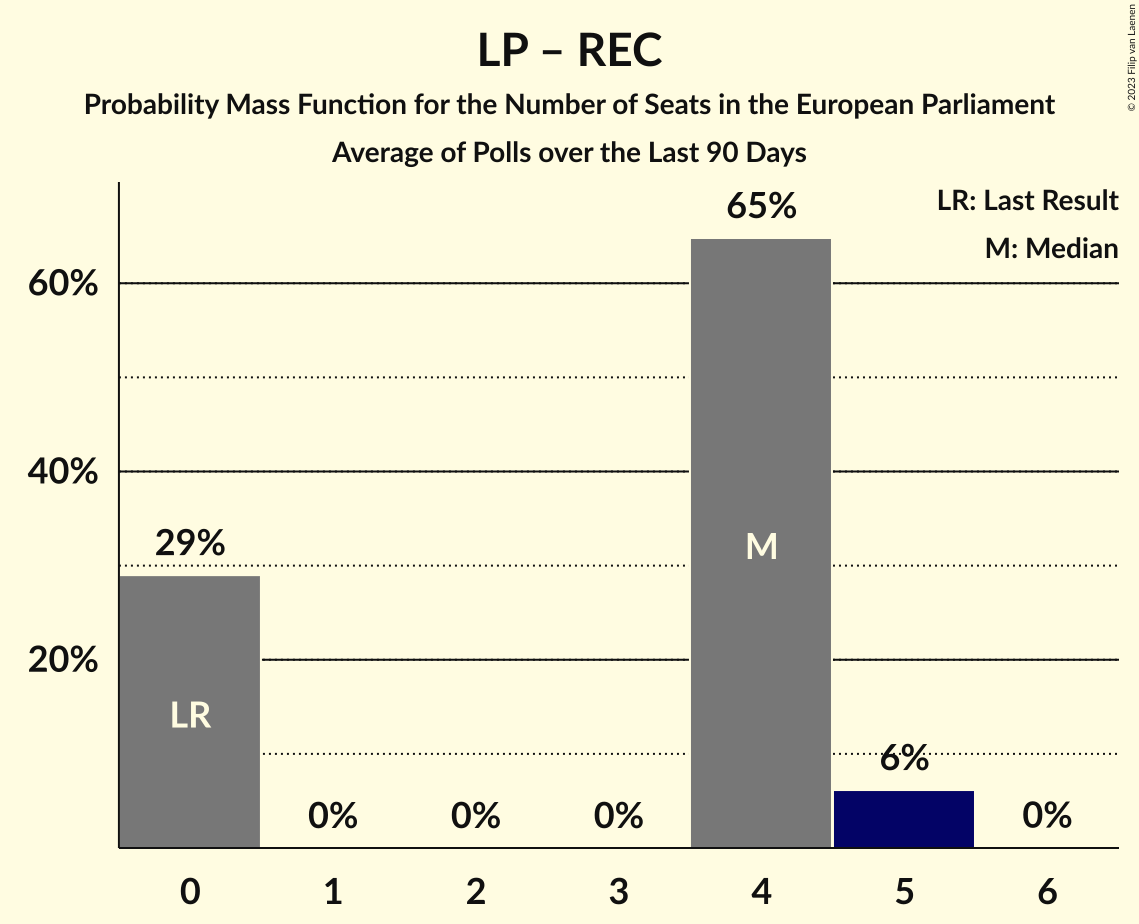 LP – REC
Probability Mass Function for the Number of Seats in the European Parliament
Average of Polls over the Last 90 Days
© 2023 Filip van Laenen
LR: Last Result
M: Median
65%
60%
40%
29%
M
20%
LR
6%
0%
0%
0%
0%
0 1 2 3 4 5 6